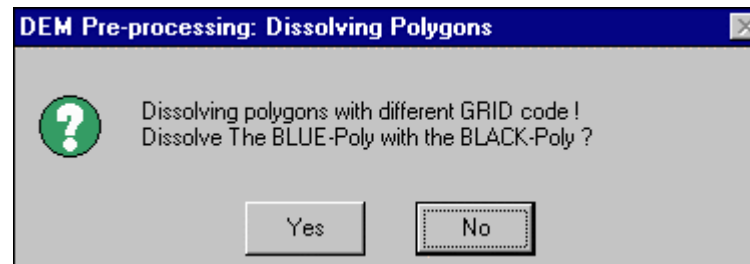 DEM Pre-processing: Dissolving Polygons
Dissolving polygons with different GRID code !
Dissolve The BLUE-Poly with the BLACK-Poly ?
Yes
No